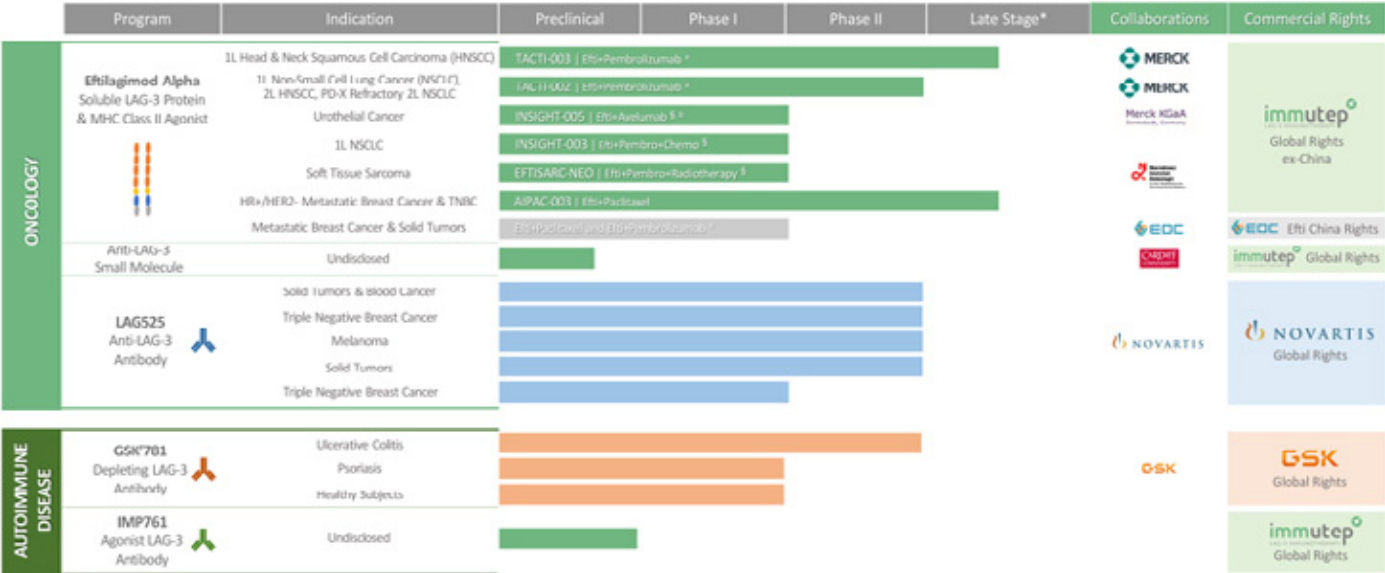 Program Indication Preclinical Phase I Phase II Late Stage* Collaborations Commercial Rights
ONCOLOGY
Eftilagimod Alpha
Soluble LAG-3 Protein
& MHC Class II Agonist
1L Head & Neck Squamous Cell Carcinoma (HNSCC)
TACTI-003 | Efti+Pembrolizumab
MERCK
1L Non-Small Cell Lung Cancer (NSCLC),
2L HNSCC, PD-X Refractory 2L NSCLC
TACTI-002 | Efti+Pembrolizumab
MERCK
Urothelial Cancer
INSIGHT-005 | Efti+Avelumab $
Merck KGaA
1L NSCLC
INSIGHT-003 | Efti+Pembro+Chemo $
Soft Tissue Sarcoma
EFTISARC-NEO | Efti+Pembro+Radiotherapy $
HR+/HER2- Metastatic Breast Cancer & TNBC
AIPAC-003 | Efti+Paclitaxel
immutep
Global Rights
ex-China
Metastatic Breast Cancer & Solid Tumors
Efti+Paclitaxel and Efti+Pembrolizumab
EOC
EOC Efti China Rights
Anti-LAG-3
Small Molecule
Undisclosed
CARDIFF
UNIVERSITY
immutep Global Rights
LAG525
Anti-LAG-3
Antibody
Solid Tumors & Blood Cancer
Triple Negative Breast Cancer
Melanoma
Solid Tumors
Triple Negative Breast Cancer
NOVARTIS
NOVARTIS
Global Rights
AUTOIMMUNE
DISEASE
GSK'781
Depleting LAG-3
Antibody
Ulcerative Colitis
Psoriasis
Healthy Subjects
GSK
GSK
Global Rights
IMP761
Agonist LAG-3
Antibody
Undisclosed
immutep
Global Rights